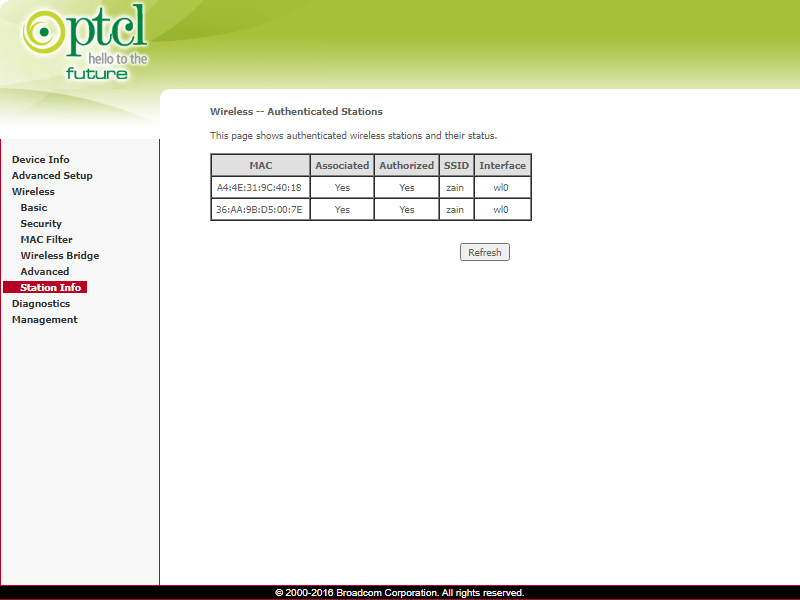 ptcl
hello to the
future
Wireless -- Authenticated Stations
This page shows authenticated wireless stations and their status.
MAC Associated Authorized SSID Interface
A4:4E:31:9C:40:18 Yes Yes zain wl0
36:AA:9B:D5:00:7E Yes Yes zain wl0
Refresh
Device Info
Advanced Setup
Wireless
Basic
Security
MAC Filter
Wireless Bridge
Advanced
Station Info
Diagnostics
Management
© 2000-2016 Broadcom Corporation. All rights reserved.